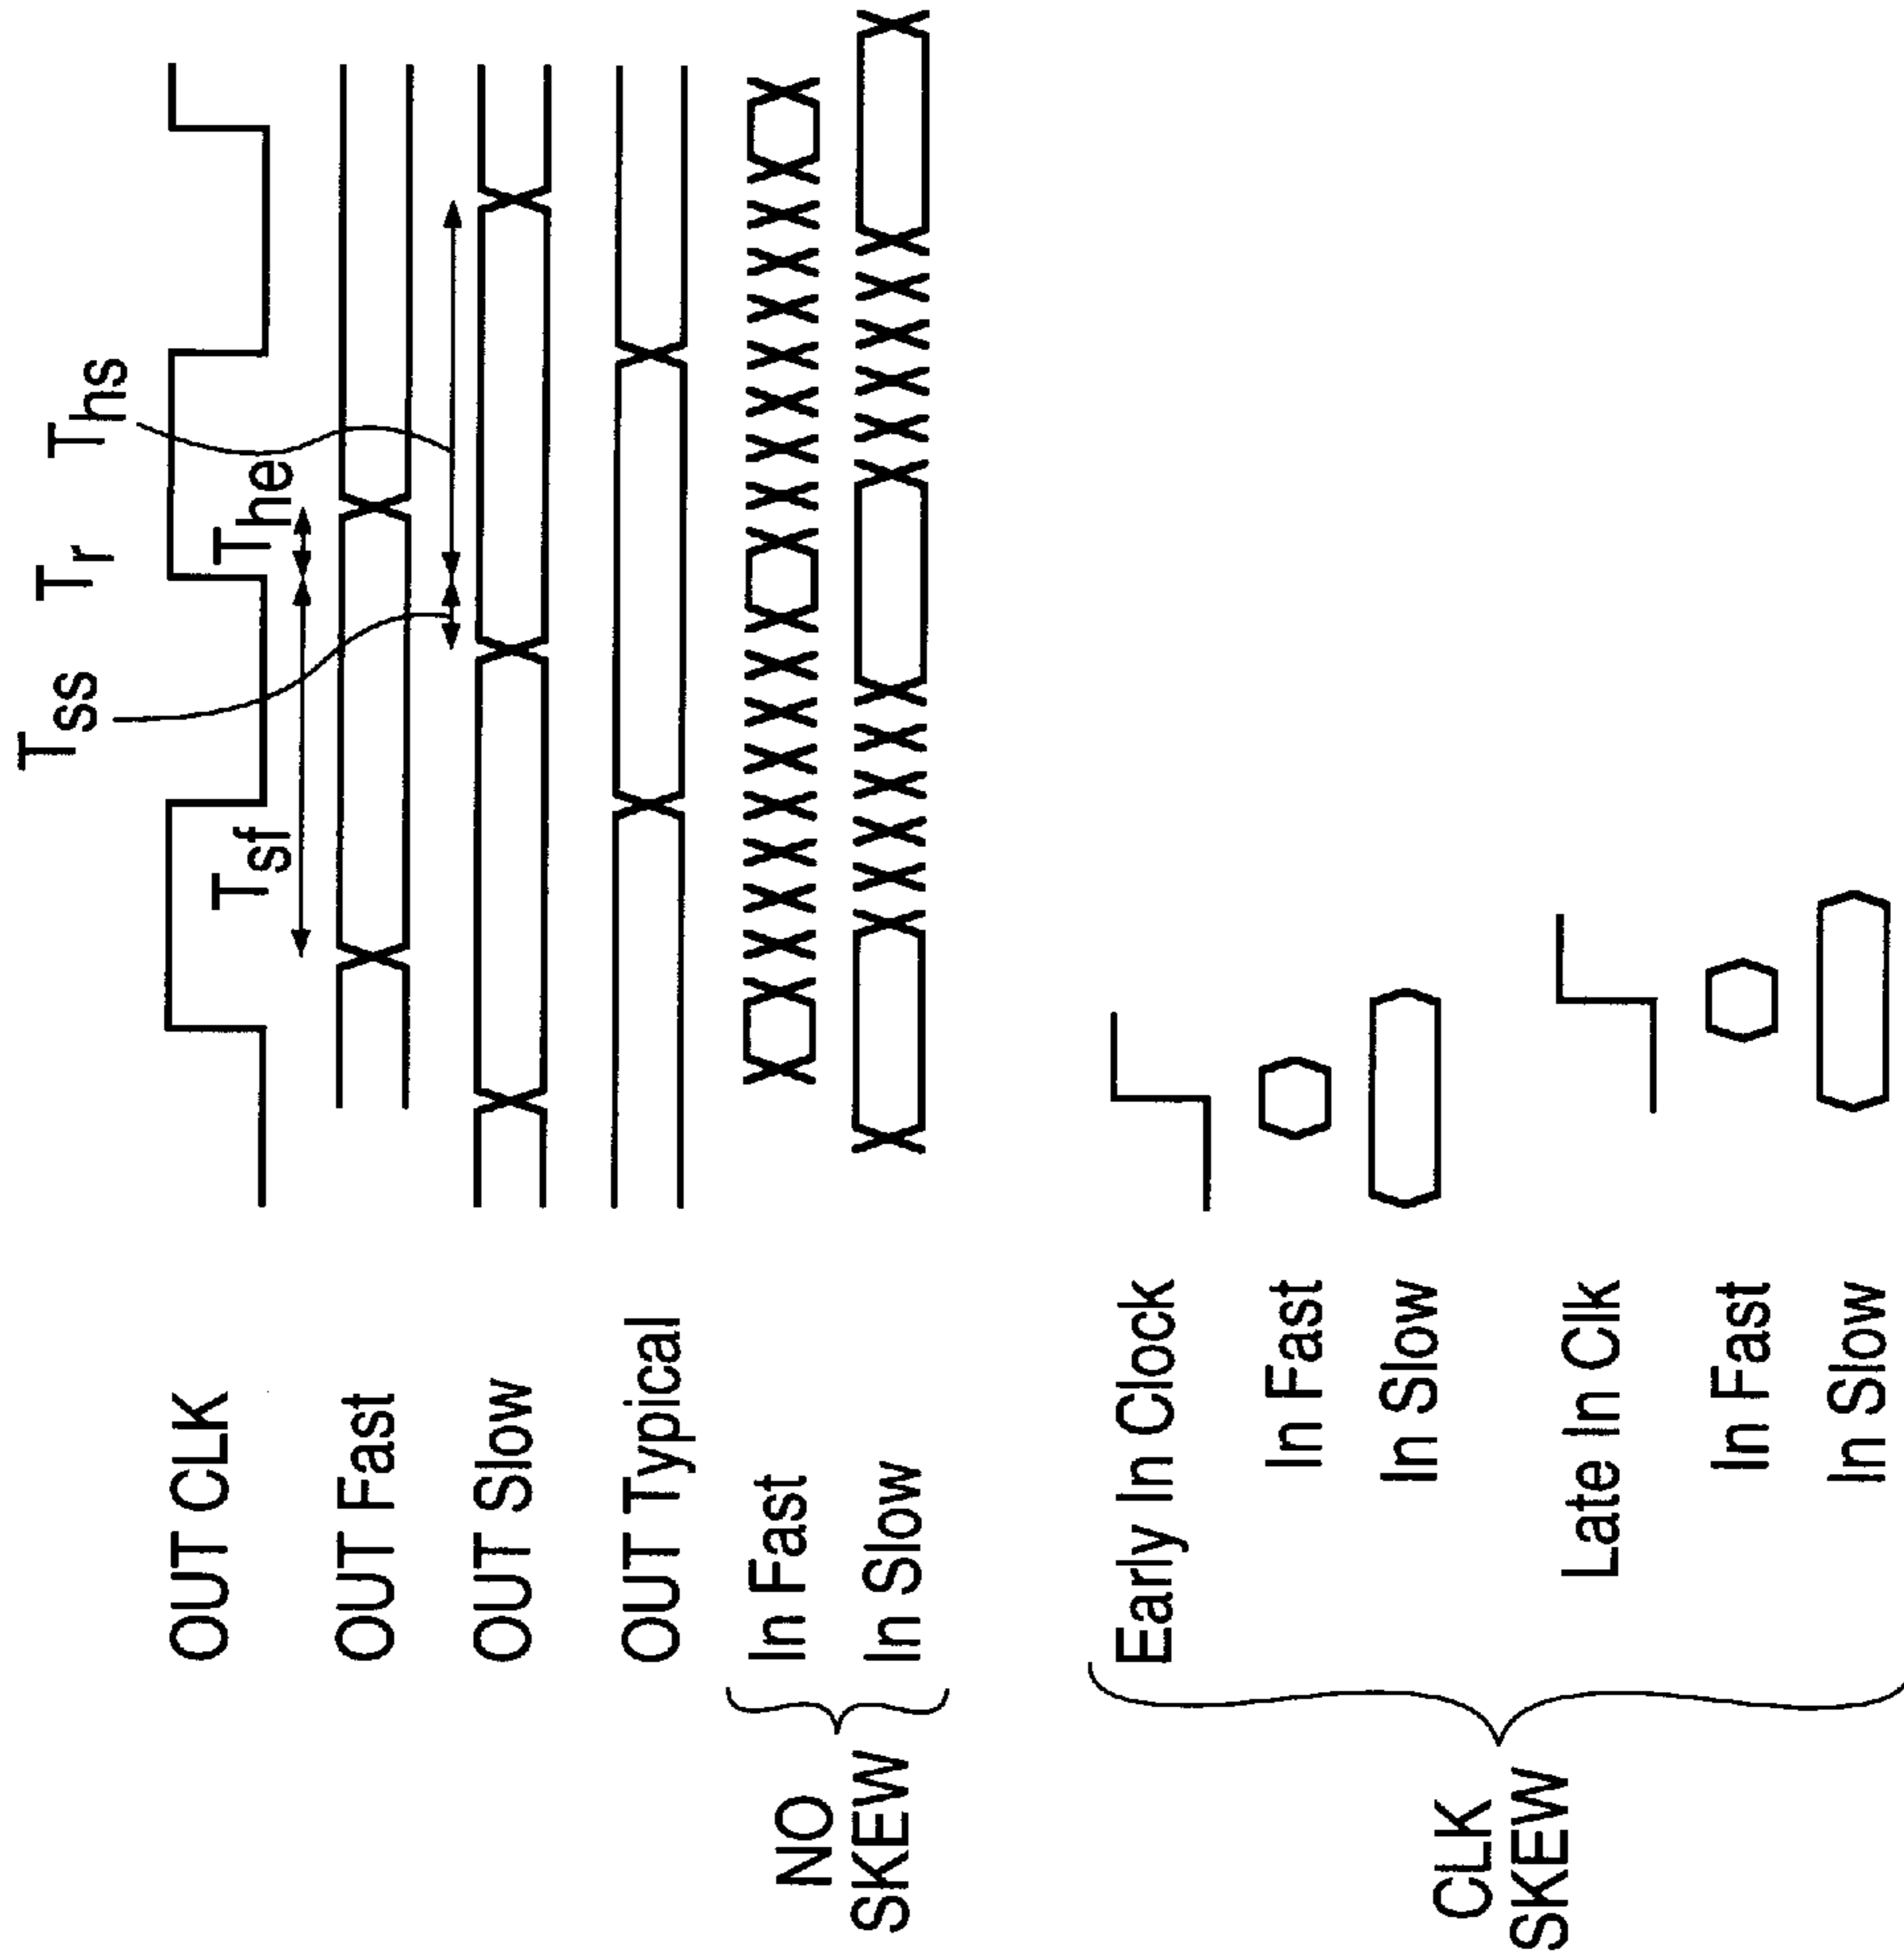 OUT CLK
OUT Fast
OUT Slow
OUT Typical
NO
SKEW
In Fast
In Slow
CLK
SKEW
Early In Clock
In Fast
In Slow
Late In Clk
In Fast
In Slow
Tss
Tr
Ths
Tsf
The